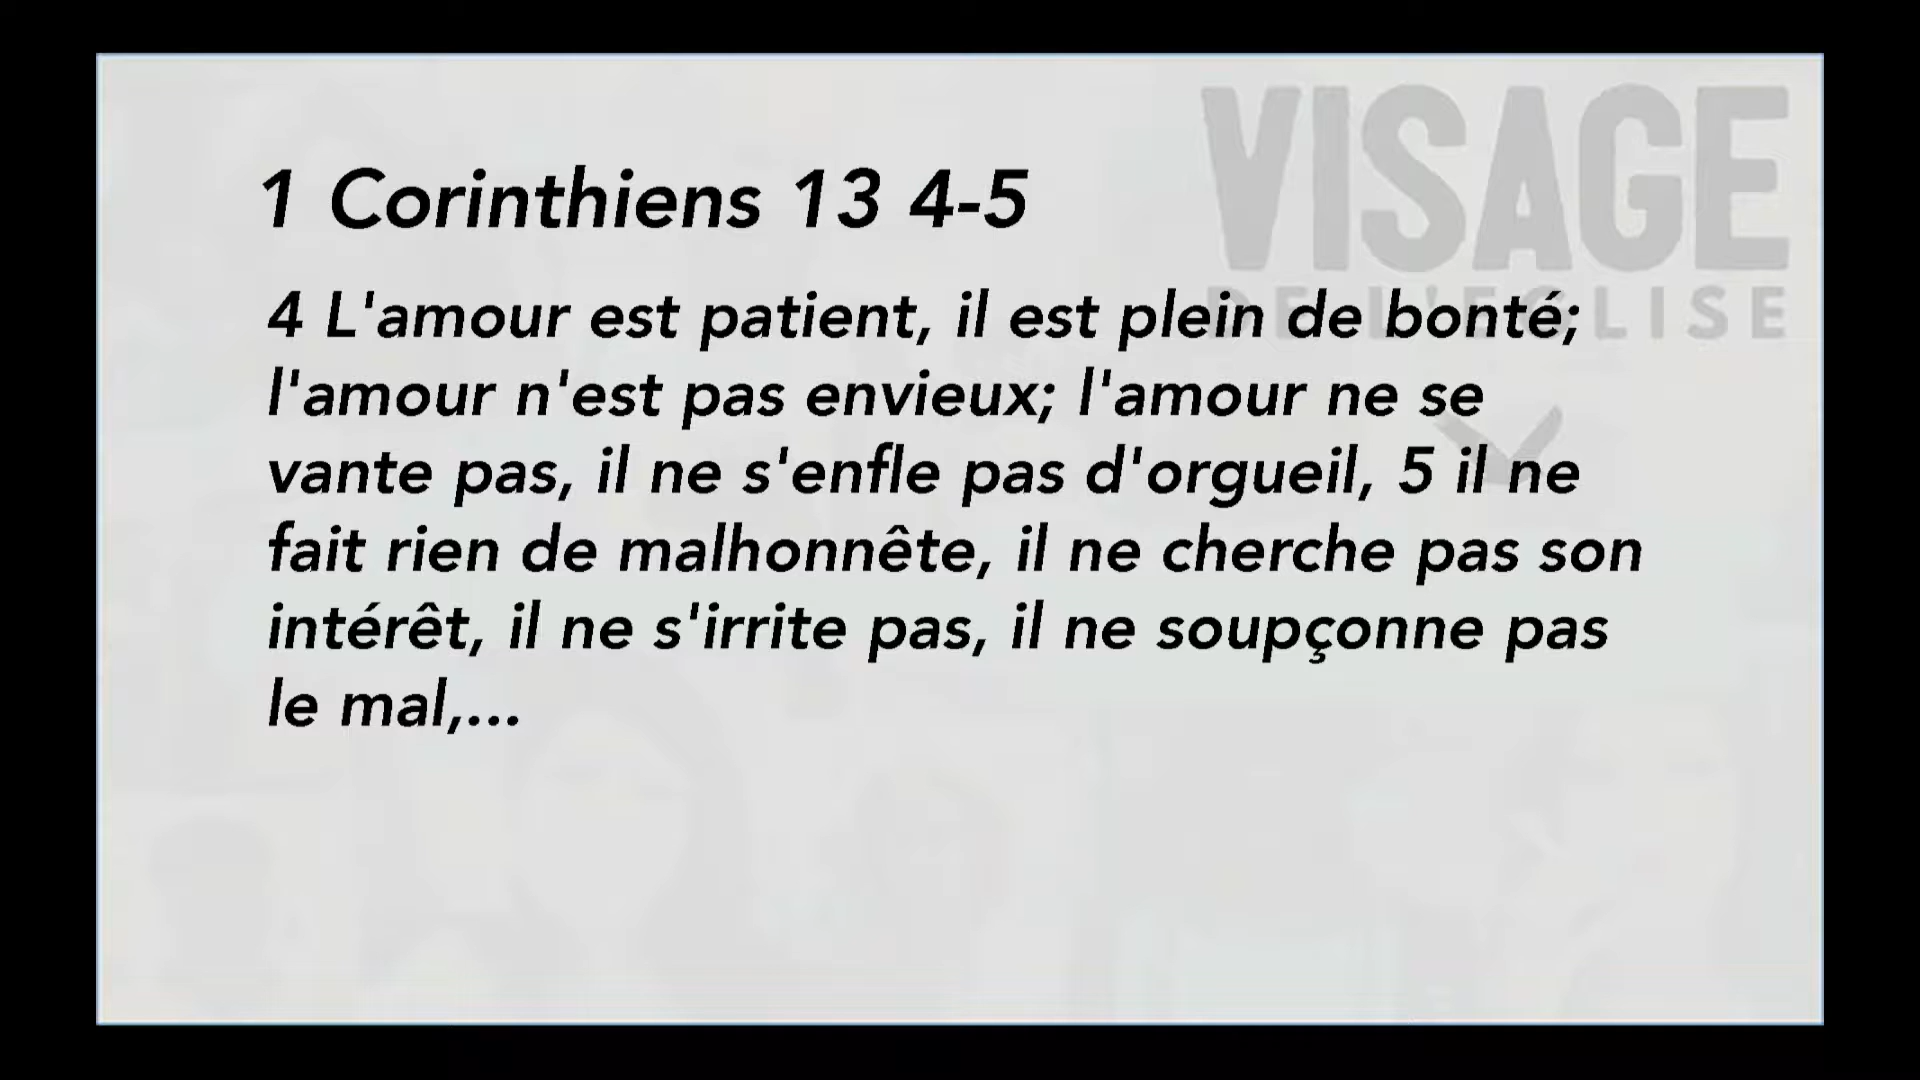 VISAGE
DE L'EGLISE
1 Corinthiens 13 4-5
4 L'amour est patient, il est plein de bonté;
l'amour n'est pas envieux; l'amour ne se
vante pas, il ne s'enfle pas d'orgueil, 5 il ne
fait rien de malhonnête, il ne cherche pas son
intérêt, il ne s'irrite pas, il ne soupçonne pas
le mal,...